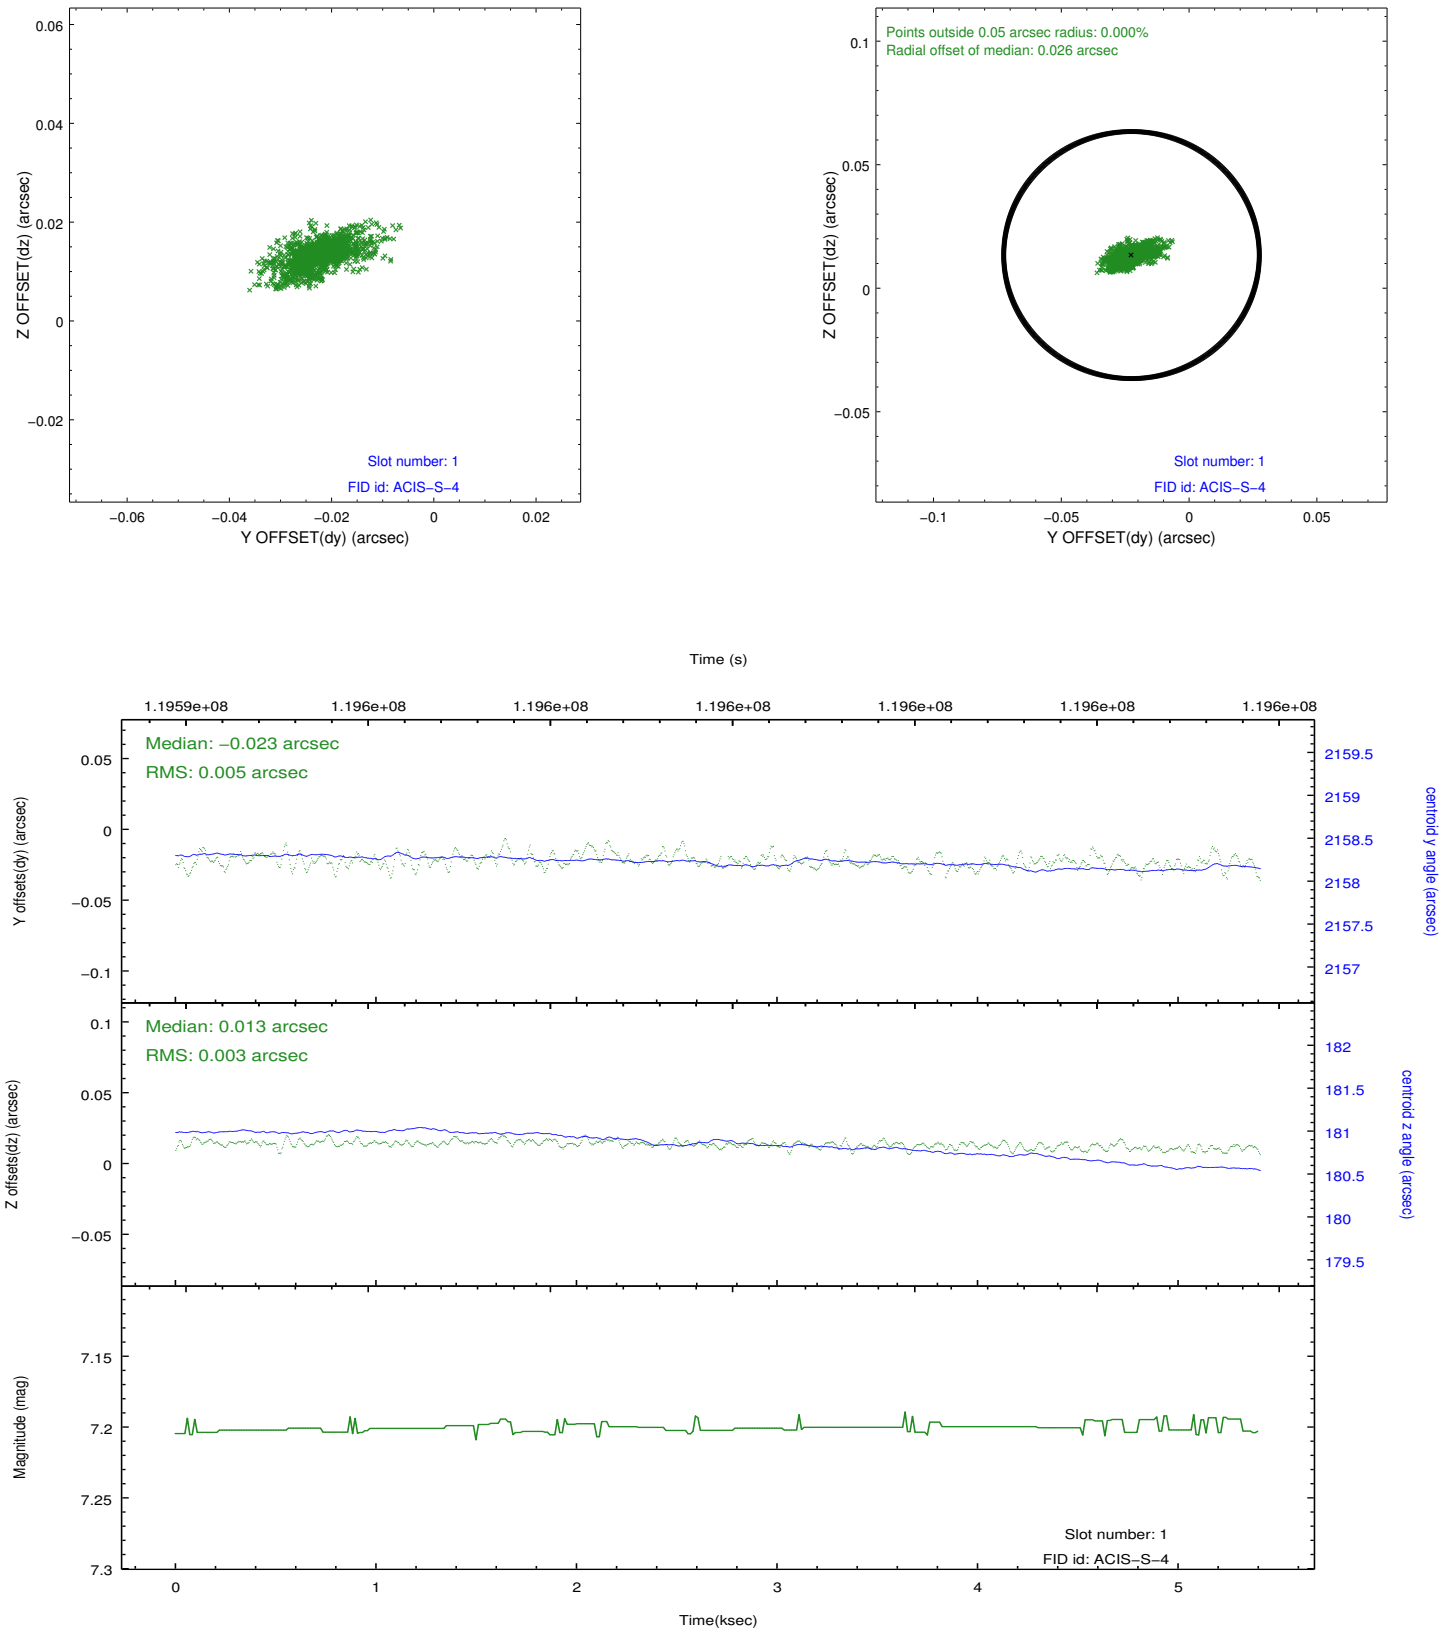 0.06
0.04
0.02
0
−0.02
Z OFFSET(dz) (arcsec)
Slot number: 1
FID id: ACIS−S−4
−0.06
−0.04
−0.02
0
0.02
Y OFFSET(dy) (arcsec)
Points outside 0.05 arcsec radius: 0.000%
Radial offset of median: 0.026 arcsec
0.1
0.05
0
−0.05
Z OFFSET(dz) (arcsec)
Slot number: 1
FID id: ACIS−S−4
−0.1
−0.05
0
0.05
Y OFFSET(dy) (arcsec)
Time (s)
1.1959e+08
1.196e+08
1.196e+08
1.196e+08
1.196e+08
1.196e+08
1.196e+08
Median: −0.023 arcsec
RMS: 0.005 arcsec
0.05
0
−0.05
−0.1
Y offsets(dy) (arcsec)
2159.5
2159
2158.5
2158
2157.5
2157
centroid y angle (arcsec)
Median: 0.013 arcsec
RMS: 0.003 arcsec
0.1
0.05
0
−0.05
Z offsets(dz) (arcsec)
182
181.5
181
180.5
180
179.5
centroid z angle (arcsec)
7.15
7.2
7.25
7.3
Magnitude (mag)
Slot number: 1
FID id: ACIS−S−4
0
1
2
3
4
5
Time(ksec)